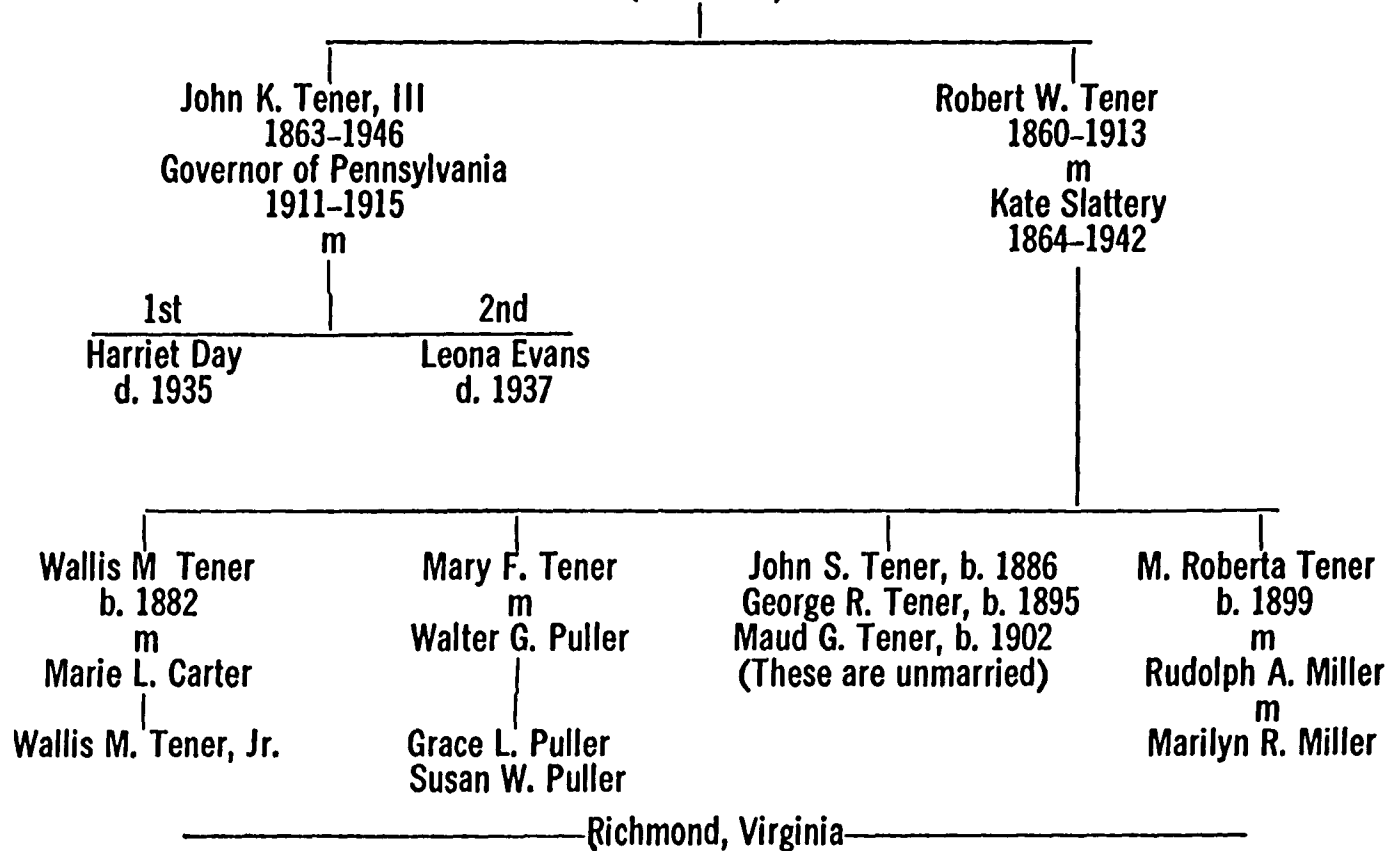 John K. Tener, III
1863-1946
Governor of Pennsylvania
1911-1915
m
1st
Harriet Day
d. 1935
2nd
Leona Evans
d. 1937
Robert W. Tener
1860-1913
m
Kate Slattery
1864-1942
Wallis M Tener
b. 1882
m
Marie L. Carter
Wallis M. Tener, Jr.
Mary F. Tener
m
Walter G. Puller
Grace L. Puller
Susan W. Puller
John S. Tener, b. 1886
George R. Tener, b. 1895
Maud G. Tener, b. 1902
(These are unmarried)
M. Roberta Tener
b. 1899
m
Rudolph A. Miller
m
Marilyn R. Miller
Richmond, Virginia